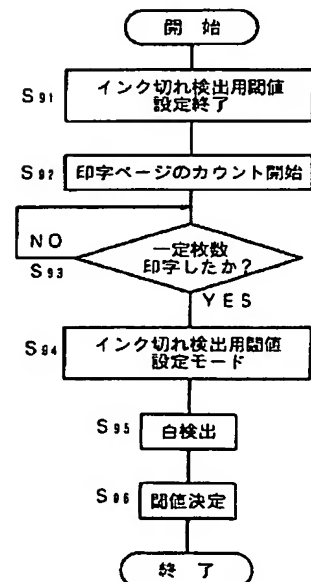 開 始
S91
インク切れ検出用閾値
設定終了
S92
印字ページのカウント開始
NO
S93
一定枚数
印字したか?
YES
S94
インク切れ検出用閾値
設定モード
S95
白検出
S96
閾値決定
終 了